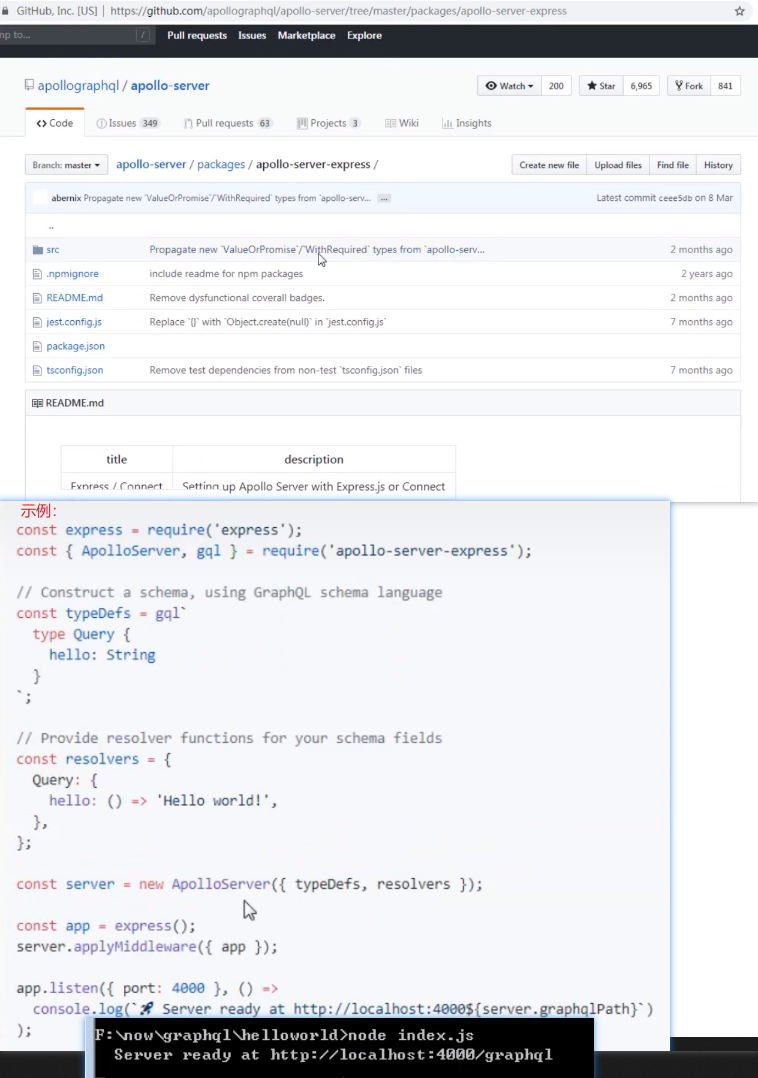 GitHub, Inc. [US] | https://github.com/apollographql/apollo-server/tree/master/packages/apollo-server-express
mp to... / Pull requests Issues Marketplace Explore
apollographql / apollo-server Watch 200 Star 6,965 Fork 841
Code Issues 349 Pull requests 63 Projects 3 Wiki Insights
Branch: master apollo-server / packages / apollo-server-express / Create new file Upload files Find file History
abernix Propagate new `ValueOrPromise`/`WithRequired` types from `apollo-serv... ... Latest commit ceee5db on 8 Mar
..
src Propagate new `ValueOrPromise`/`WithRequired` types from `apollo-serv... 2 months ago
.npmignore include readme for npm packages 2 years ago
README.md Remove dysfunctional coverall badges. 2 months ago
jest.config.js Replace `{}` with `Object.create(null)` in `jest.config.js` 7 months ago
package.json
tsconfig.json Remove test dependencies from non-test `tsconfig.json` files 7 months ago
README.md
title description
Express / Connect Setting up Apollo Server with Express.js or Connect
示例:
const express = require('express');
const { ApolloServer, gql } = require('apollo-server-express');
// Construct a schema, using GraphQL schema language
const typeDefs = gql`
type Query {
hello: String
}
`;
// Provide resolver functions for your schema fields
const resolvers = {
Query: {
hello: () => 'Hello world!',
},
};
const server = new ApolloServer({ typeDefs, resolvers });
const app = express();
server.applyMiddleware({ app });
app.listen({ port: 4000 }, () =>
console.log(`🚀 Server ready at http://localhost:4000${server.graphqlPath}`)
);
F:\now\graphql\helloworld>node index.js
Server ready at http://localhost:4000/graphql